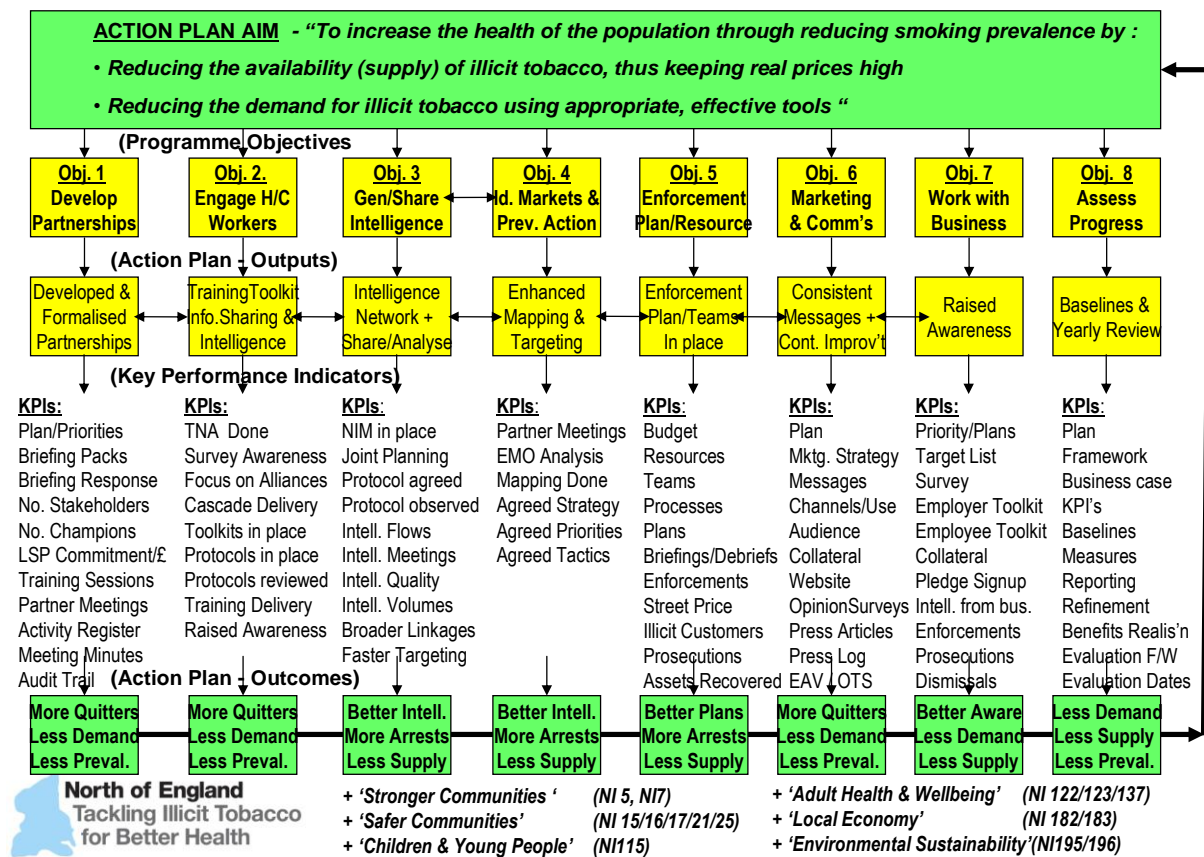 ACTION PLAN AIM - “To increase the health of the population through reducing smoking prevalence by :
• Reducing the availability (supply) of illicit tobacco, thus keeping real prices high
• Reducing the demand for illicit tobacco using appropriate, effective tools “
(Programme Objectives
Obj. 1
Develop
Partnerships
Obj. 2.
Engage H/C
Workers
Obj. 3
Gen/Share
Intelligence
Obj. 4
Id. Markets &
Prev. Action
Obj. 5
Enforcement
Plan/Resource
Obj. 6
Marketing
& Comm's
Obj. 7
Work with
Business
Obj. 8
Assess
Progress
(Action Plan - Outputs)
Developed &
Formalised
Partnerships
TrainingToolkit
Info.Sharing &
Intelligence
Intelligence
Network +
Share/Analyse
Enhanced
Mapping &
Targeting
Enforcement
Plan/Teams
In place
Consistent
Messages +
Cont. Improv't
Raised
Awareness
Baselines &
Yearly Review
(Key Performance Indicators)
KPIs:
Plan/Priorities
Briefing Packs
Briefing Response
No. Stakeholders
No. Champions
LSP Commitment/£
Training Sessions
Partner Meetings
Activity Register
Meeting Minutes
Audit Trail
KPIs:
TNA Done
Survey Awareness
Focus on Alliances
Cascade Delivery
Toolkits in place
Protocols in place
Protocols reviewed
Training Delivery
Raised Awareness
KPIs:
NIM in place
Joint Planning
Protocol agreed
Protocol observed
Intell. Flows
Intell. Meetings
Intell. Quality
Intell. Volumes
Broader Linkages
Faster Targeting
KPIs:
Partner Meetings
EMO Analysis
Mapping Done
Agreed Strategy
Agreed Priorities
Agreed Tactics
KPIs:
Budget
Resources
Teams
Processes
Plans
Briefings/Debriefs
Enforcements
Street Price
Illicit Customers
Prosecutions
Assets Recovered
KPIs:
Plan
Mktg. Strategy
Messages
Channels/Use
Audience
Collateral
Website
OpinionSurveys
Press Articles
Press Log
EAV LOTS
KPIs:
Priority/Plans
Target List
Survey
Employer Toolkit
Employee Toolkit
Collateral
Pledge Signup
Intell. from bus.
Enforcements
Prosecutions
Dismissals
KPIs:
Plan
Framework
Business case
KPI's
Baselines
Measures
Reporting
Refinement
Benefits Realis'n
Evaluation F/W
Evaluation Dates
(Action Plan - Outcomes)
More Quitters
Less Demand
Less Preval.
More Quitters
Less Demand
Less Preval.
Better Intell.
More Arrests
Less Supply
Better Intell.
More Arrests
Less Supply
Better Plans
More Arrests
Less Supply
More Quitters
Less Demand
Less Preval.
Better Aware
Less Demand
Less Supply
Less Demand
Less Supply
Less Preval.
North of England
Tackling Illicit Tobacco
for Better Health
+ ‘Stronger Communities ‘ (NI 5, NI7)
+ ‘Safer Communities’ (NI 15/16/17/21/25)
+ ‘Children & Young People’ (NI115)
+ ‘Adult Health & Wellbeing’ (NI 122/123/137)
+ ‘Local Economy’ (NI 182/183)
+ ‘Environmental Sustainability’(NI195/196)